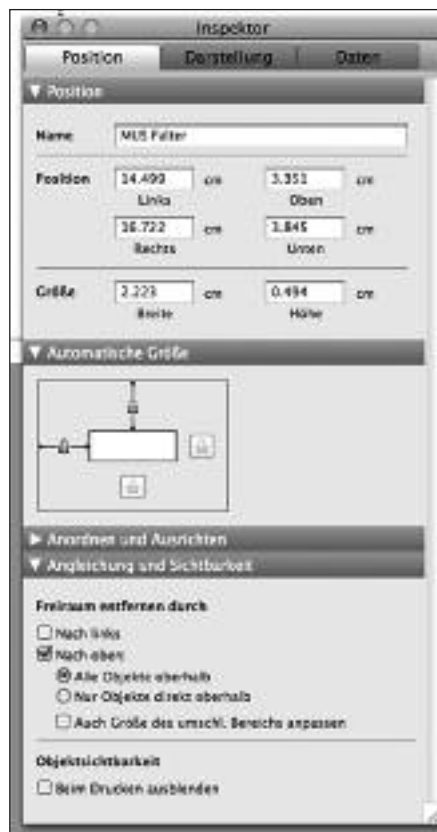 Inspektor
Position Darstellung Daten
Position
Name MUS Falter
Position 14.499 cm 3.351 cm
Links Oben
16.722 cm 3.845 cm
Rechts Unten
Größe 2.223 cm 0.494 cm
Breite Höhe
Automatische Größe
Anordnen und Ausrichten
Angleichung und Sichtbarkeit
Freiraum entfernen durch
Nach links
Nach oben
Alle Objekte oberhalb
Nur Objekte direkt oberhalb
Auch Größe des umschl. Bereichs anpassen
Objektsichtbarkeit
Beim Drucken ausblenden